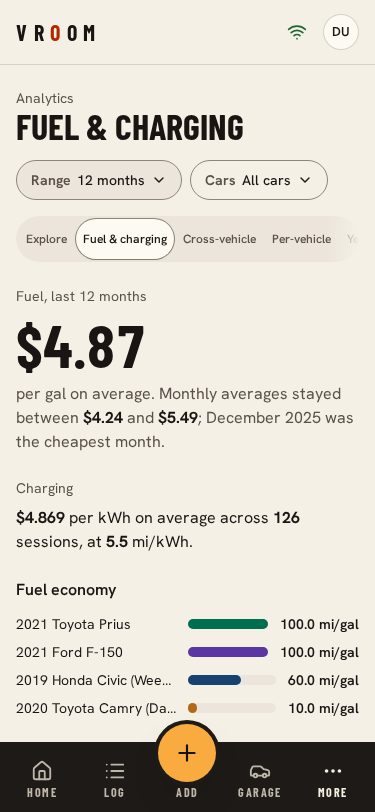 VROOM
DU
Analytics
FUEL & CHARGING
Range 12 months
Cars All cars
Explore Fuel & charging Cross-vehicle Per-vehicle
Fuel, last 12 months
$4.87
per gal on average. Monthly averages stayed
between $4.24 and $5.49; December 2025 was
the cheapest month.
Charging
$4.869 per kWh on average across 126
sessions, at 5.5 mi/kWh.
Fuel economy
2021 Toyota Prius 100.0 mi/gal
2021 Ford F-150 100.0 mi/gal
2019 Honda Civic (Wee... 60.0 mi/gal
2020 Toyota Camry (Da... 10.0 mi/gal
HOME LOG ADD GARAGE MORE